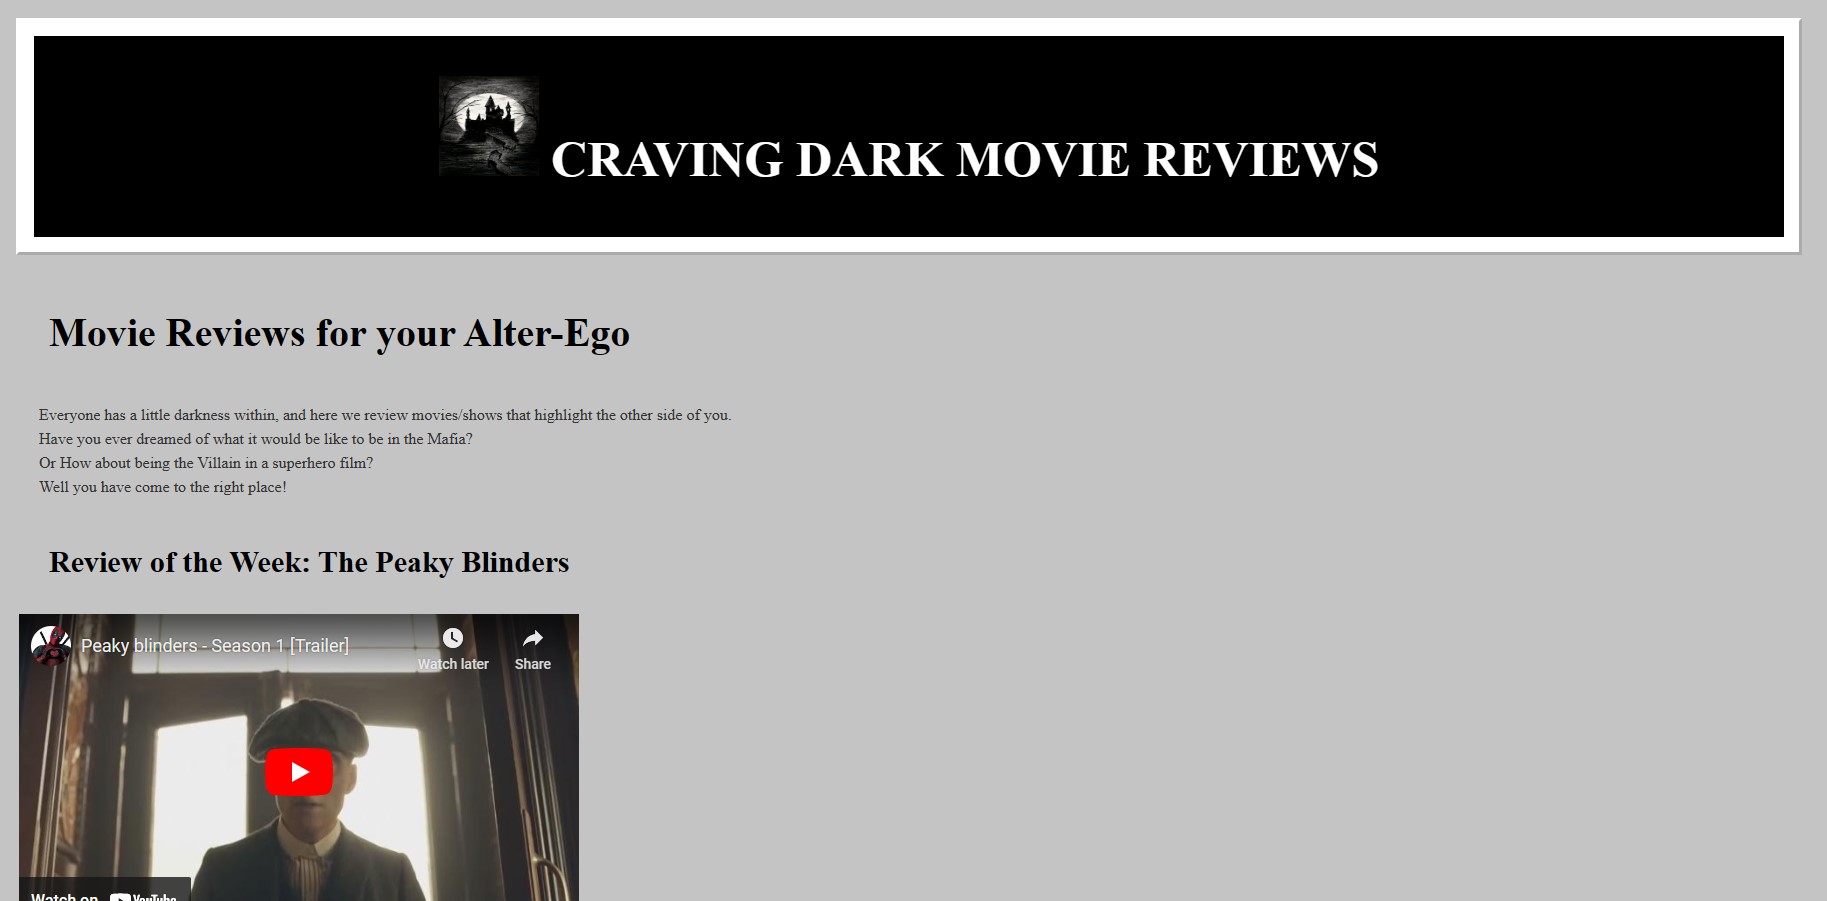 CRAVING DARK MOVIE REVIEWS
Movie Reviews for your Alter-Ego
Everyone has a little darkness within, and here we review movies/shows that highlight the other side of you.
Have you ever dreamed of what it would be like to be in the Mafia?
Or How about being the Villain in a superhero film?
Well you have come to the right place!
Review of the Week: The Peaky Blinders
Peaky blinders - Season 1 [Trailer]
Watch later
Share
Watch on YouTube